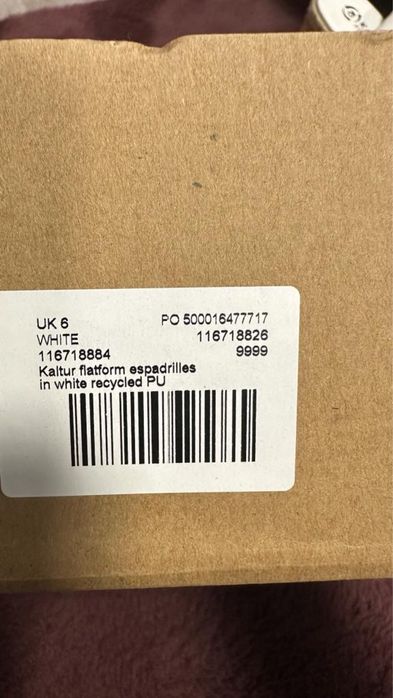 UK 6 PO 500016477717
WHITE 116718826
116718884 9999
Kaltur flatform espadrilles
in white recycled PU